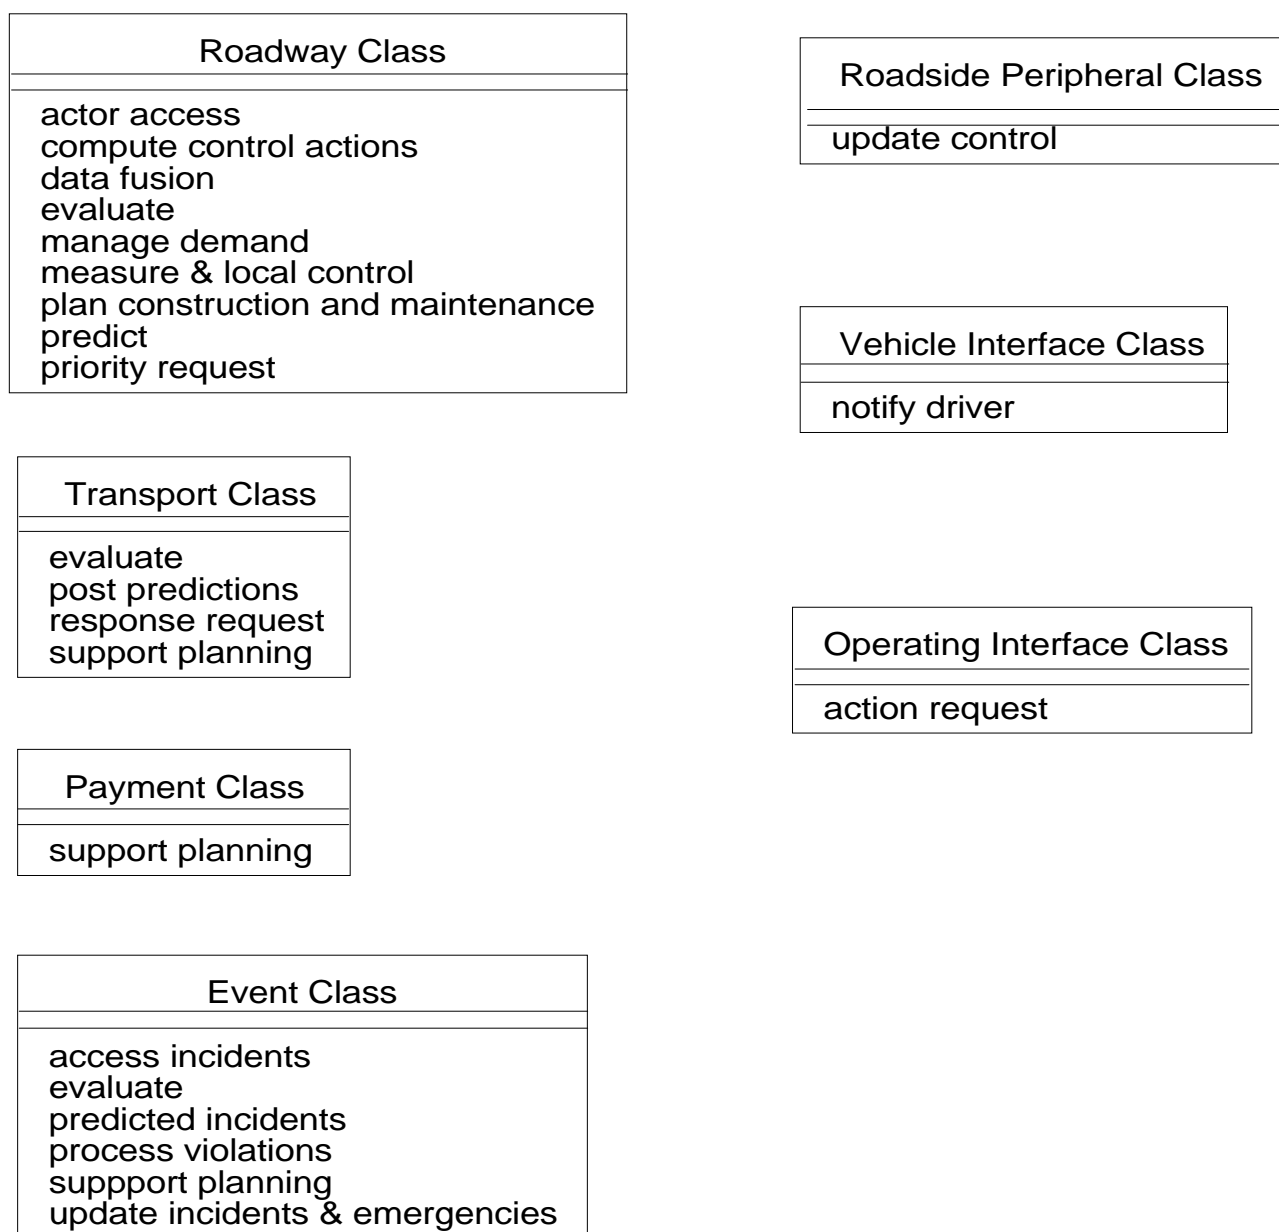 Roadway Class
actor access
compute control actions
data fusion
evaluate
manage demand
measure & local control
plan construction and maintenance
predict
priority request
Transport Class
evaluate
post predictions
response request
support planning
Payment Class
support planning
Event Class
access incidents
evaluate
predicted incidents
process violations
suppport planning
update incidents & emergencies
Roadside Peripheral Class
update control
Vehicle Interface Class
notify driver
Operating Interface Class
action request